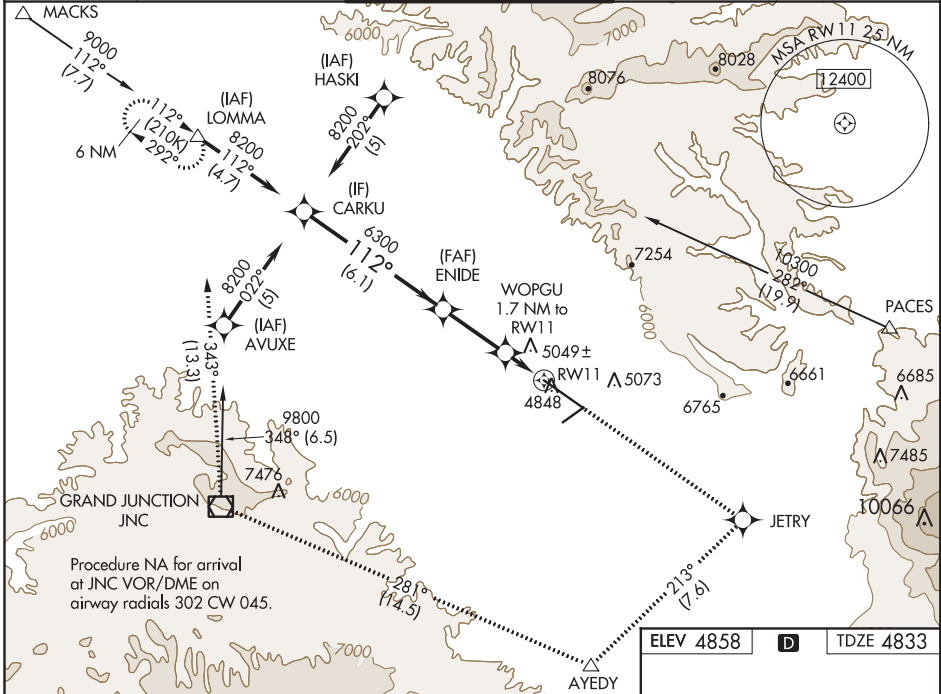 MACKS
9000
112°
(7.7)
6000
7000
(IAF)
HASKI
8200
202°
(5)
8076
8028
MSA RW11 25 NM
12400
112°
(210K)
292°
6 NM
(IAF)
LOMMA
8200
112°
(4.7)
(IF)
CARKU
6300
112°
(6.1)
(FAF)
ENIDE
7254
6000
10300
282°
(19.9)
PACES
WOPGU
1.7 NM to
RW11
5049±
RW11
4848
5073
6765
6661
6685
7485
10066
8200
022°
(5)
(IAF)
AVUXE
343°
(13.3)
9800
348° (6.5)
7476
6000
GRAND JUNCTION
JNC
6000
JETRY
Procedure NA for arrival
at JNC VOR/DME on
airway radials 302 CW 045.
281°
(14.5)
213°
(7.6)
7000
AYEDY
ELEV 4858
D
TDZE 4833